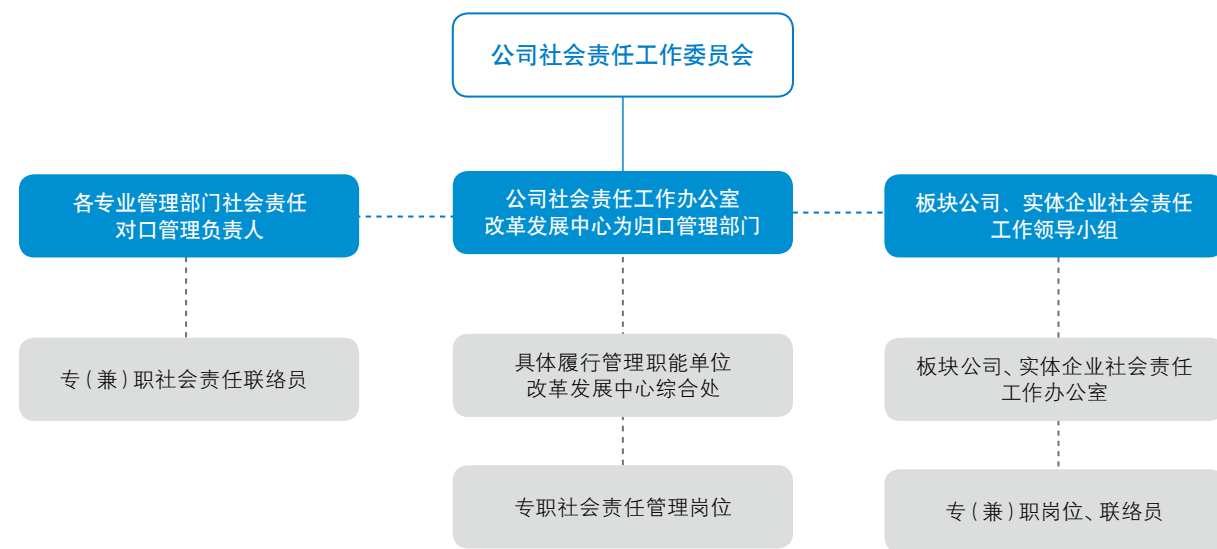 公司社会责任工作委员会
各专业管理部门社会责任
对口管理负责人
公司社会责任工作办公室
改革发展中心为归口管理部门
板块公司、实体企业社会责任
工作领导小组
专（兼）职社会责任联络员
具体履行管理职能单位
改革发展中心综合处
板块公司、实体企业社会责任
工作办公室
专职社会责任管理岗位
专（兼）职岗位、联络员